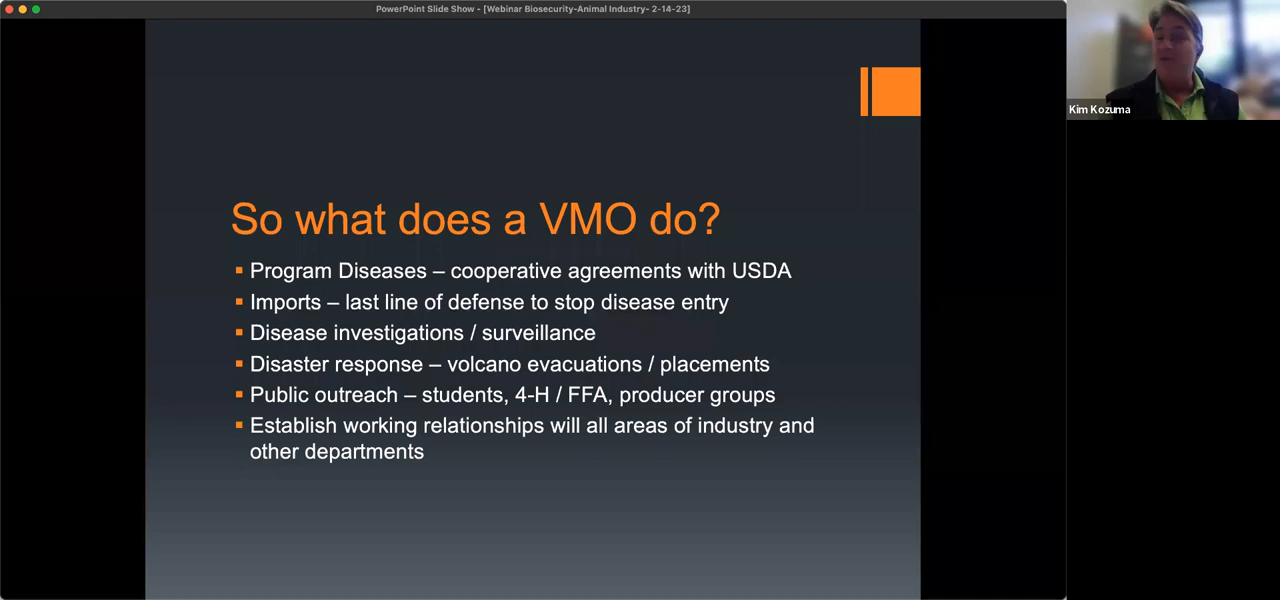 PowerPoint Slide Show - [Webinar Biosecurity-Animal Industry- 2-14-23]
So what does a VMO do?
Program Diseases – cooperative agreements with USDA
Imports – last line of defense to stop disease entry
Disease investigations / surveillance
Disaster response – volcano evacuations / placements
Public outreach – students, 4-H / FFA, producer groups
Establish working relationships will all areas of industry and
other departments
Kim Kozuma